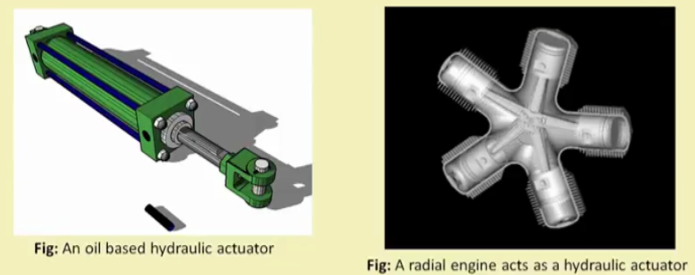 Fig: An oil based hydraulic actuator
Fig: A radial engine acts as a hydraulic actuator